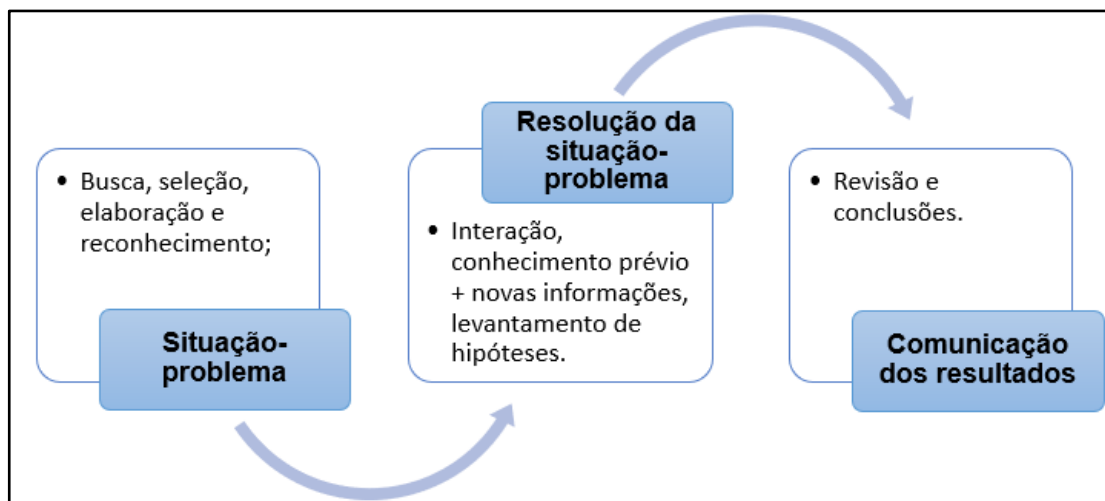 • Busca, seleção,
elaboração e
reconhecimento;
Situação-
problema
Resolução da
situação-
problema
• Interação,
conhecimento prévio
+ novas informações,
levantamento de
hipóteses.
• Revisão e
conclusões.
Comunicação
dos resultados